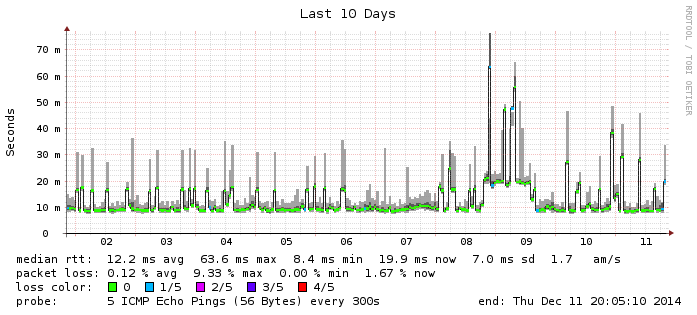 Last 10 Days
RRDTOOL / TOBI OETIKER
Seconds
70 m
60 m
50 m
40 m
30 m
20 m
10 m
0
02 03 04 05 06 07 08 09 10 11
median rtt: 12.2 ms avg 63.6 ms max 8.4 ms min 19.9 ms now 7.0 ms sd 1.7 am/s
packet loss: 0.12 % avg 9.33 % max 0.00 % min 1.67 % now
loss color: 0 1/5 2/5 3/5 4/5
probe: 5 ICMP Echo Pings (56 Bytes) every 300s end: Thu Dec 11 20:05:10 2014